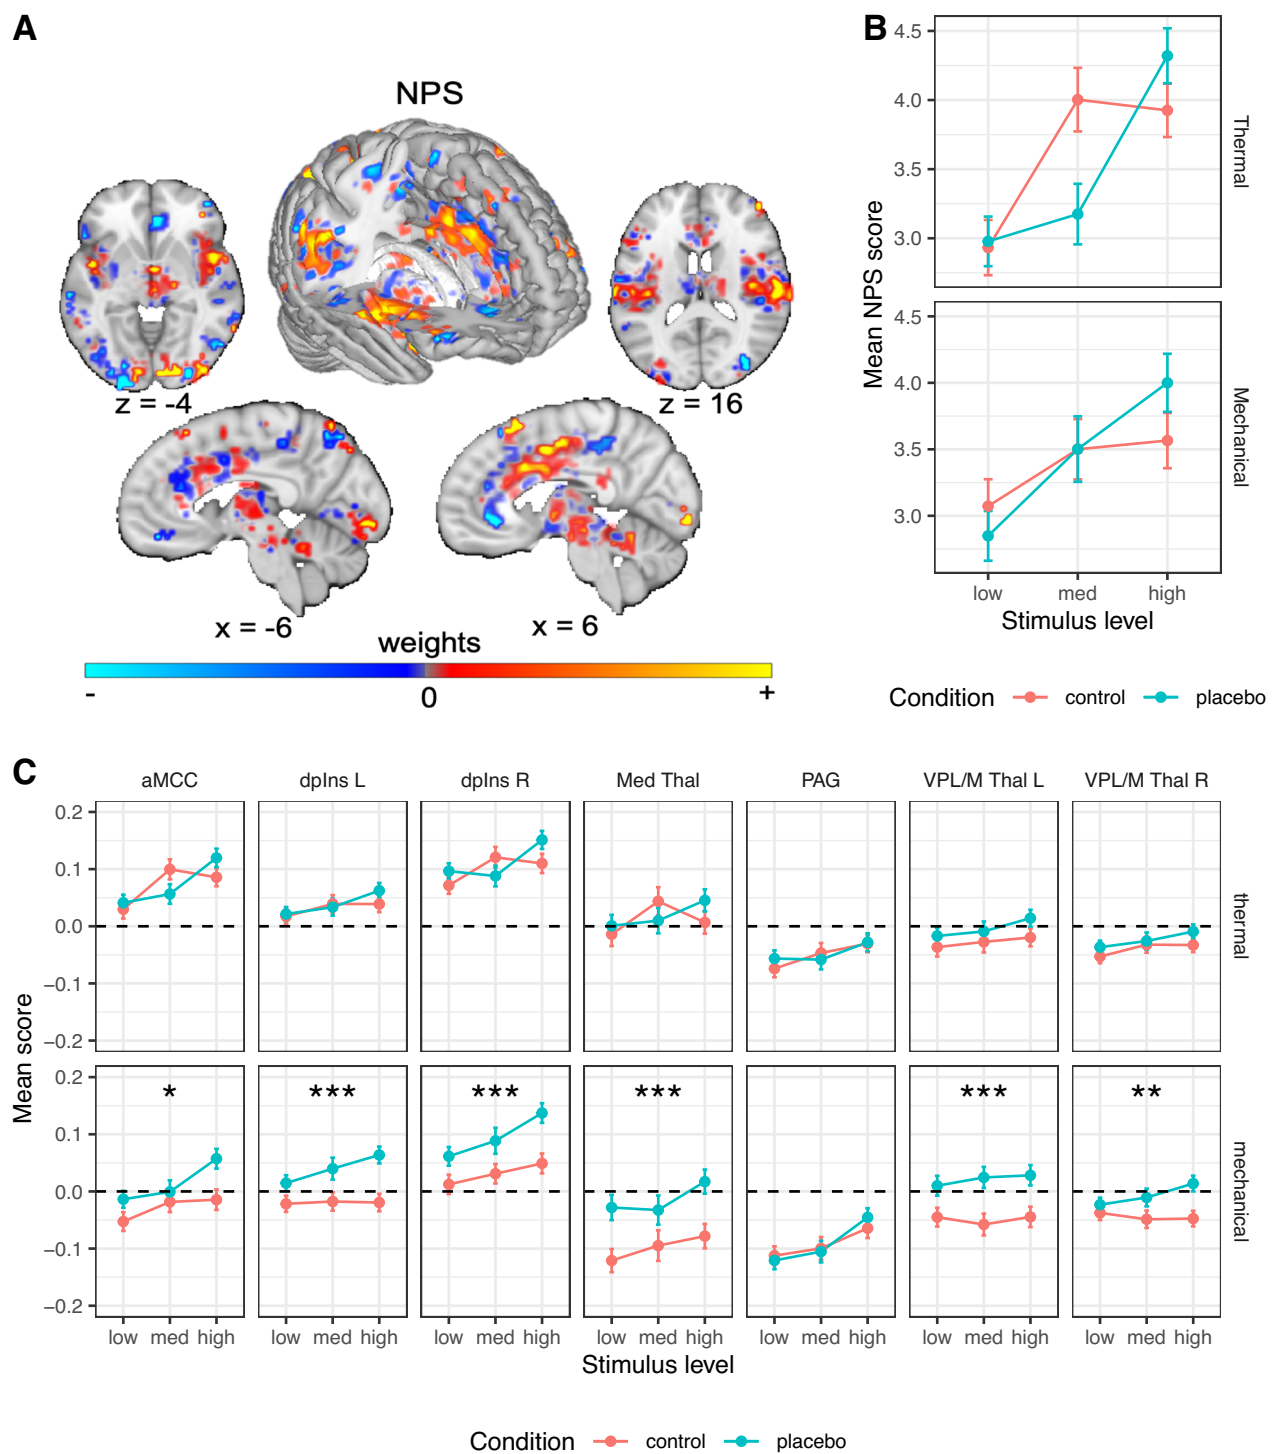 A
NPS
z = -4
z = 16
x = -6
x = 6
weights
-
0
+
B
4.5
4.0
3.5
3.0
Thermal
4.5
4.0
3.5
3.0
Mechanical
Mean NPS score
low med high
Stimulus level
Condition control placebo
C
aMCC dpIns L dpIns R Med Thal PAG VPL/M Thal L VPL/M Thal R
0.2
0.1
0.0
−0.1
−0.2
thermal
* *** *** *** *** **
0.2
0.1
0.0
−0.1
−0.2
mechanical
Mean score
low med high low med high low med high low med high low med high low med high low med high
Stimulus level
Condition control placebo